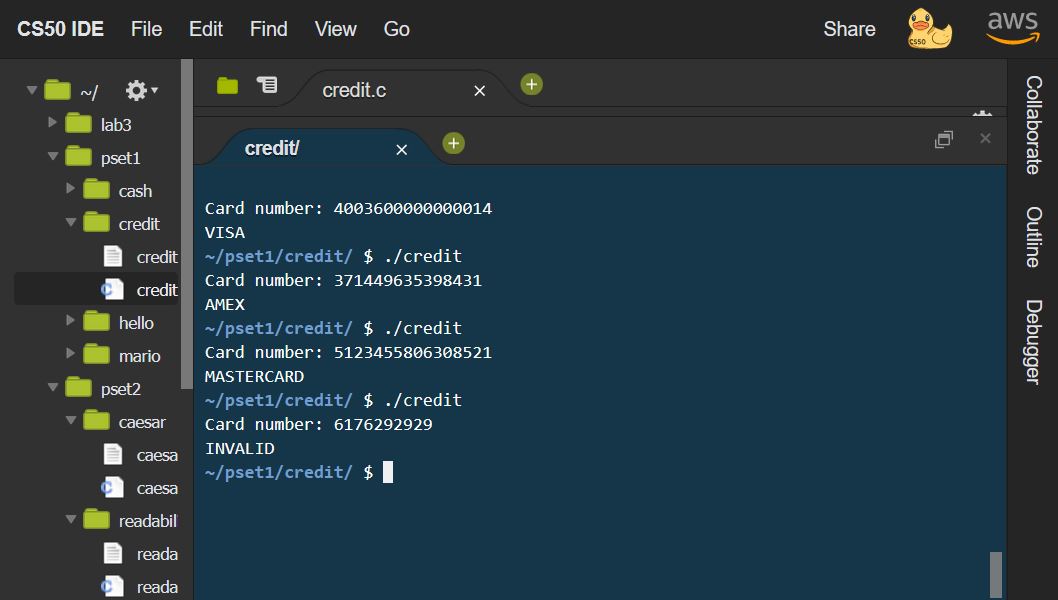 CS50 IDE File Edit Find View Go Share CS50 aws
~/
lab3
pset1
cash
credit
credit
credit
hello
mario
pset2
caesar
caesa
caesa
readabil
reada
reada
credit.c
credit/
Card number: 4003600000000014
VISA
~/pset1/credit/ $ ./credit
Card number: 371449635398431
AMEX
~/pset1/credit/ $ ./credit
Card number: 5123455806308521
MASTERCARD
~/pset1/credit/ $ ./credit
Card number: 6176292929
INVALID
~/pset1/credit/ $
Collaborate
Outline
Debugger